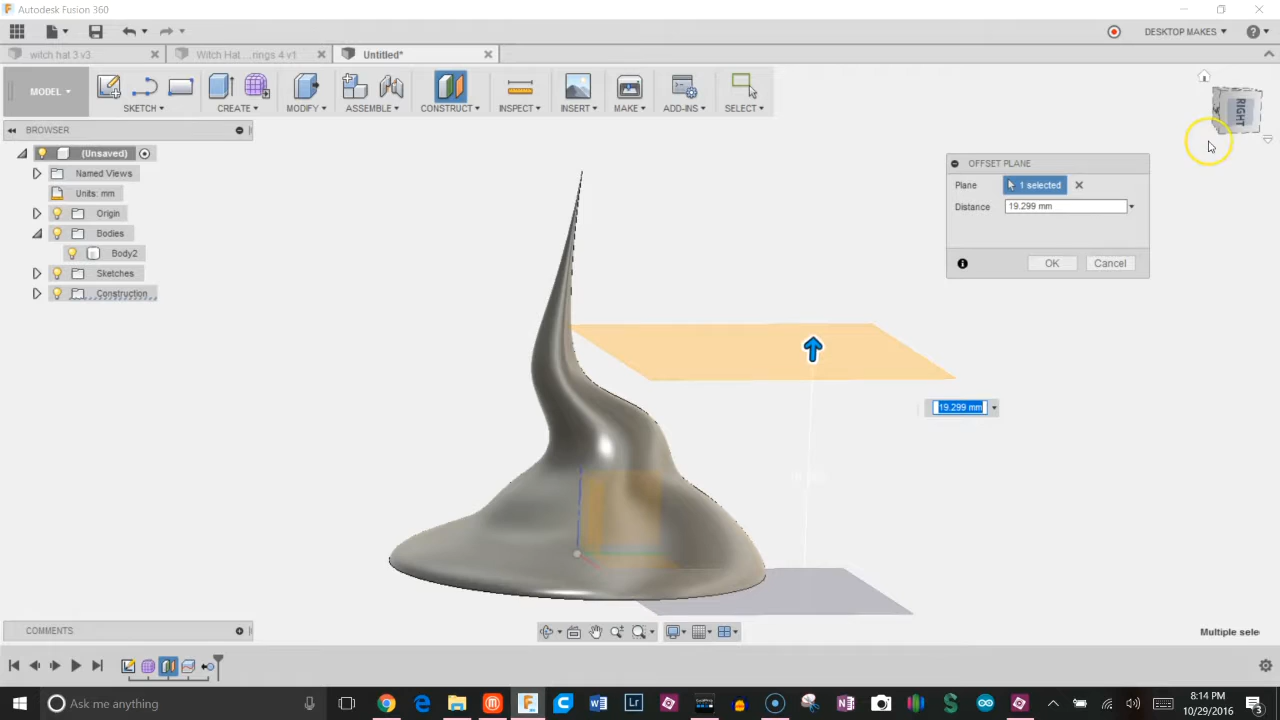 Autodesk Fusion 360
DESKTOP MAKES
witch hat 3 v3
Witch Hat ...rings 4 v1
Untitled*
MODEL
SKETCH
CREATE
MODIFY
ASSEMBLE
CONSTRUCT
INSPECT
INSERT
MAKE
ADD-INS
SELECT
RIGHT
BROWSER
(Unsaved)
Named Views
Units: mm
Origin
Bodies
Body2
Sketches
Construction
OFFSET PLANE
Plane 1 selected
Distance 19.299 mm
OK Cancel
19.299 mm
COMMENTS
Multiple sele
Ask me anything
8:14 PM
10/29/2016
3